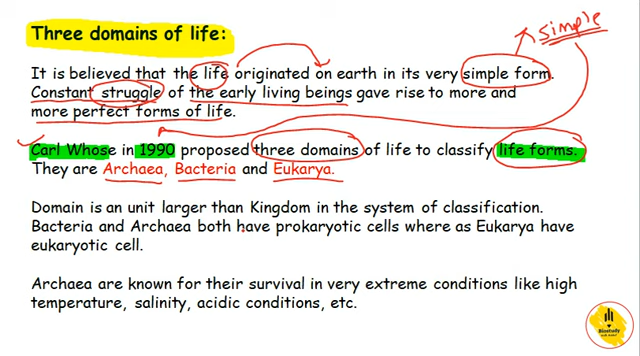 Three domains of life:
simple
It is believed that the life originated on earth in its very simple form.
Constant struggle of the early living beings gave rise to more and
more perfect forms of life.
Carl Whose in 1990 proposed three domains of life to classify life forms.
They are Archaea, Bacteria and Eukarya.
Domain is an unit larger than Kingdom in the system of classification.
Bacteria and Archaea both have prokaryotic cells where as Eukarya have
eukaryotic cell.
Archaea are known for their survival in very extreme conditions like high
temperature, salinity, acidic conditions, etc.
Biostudy